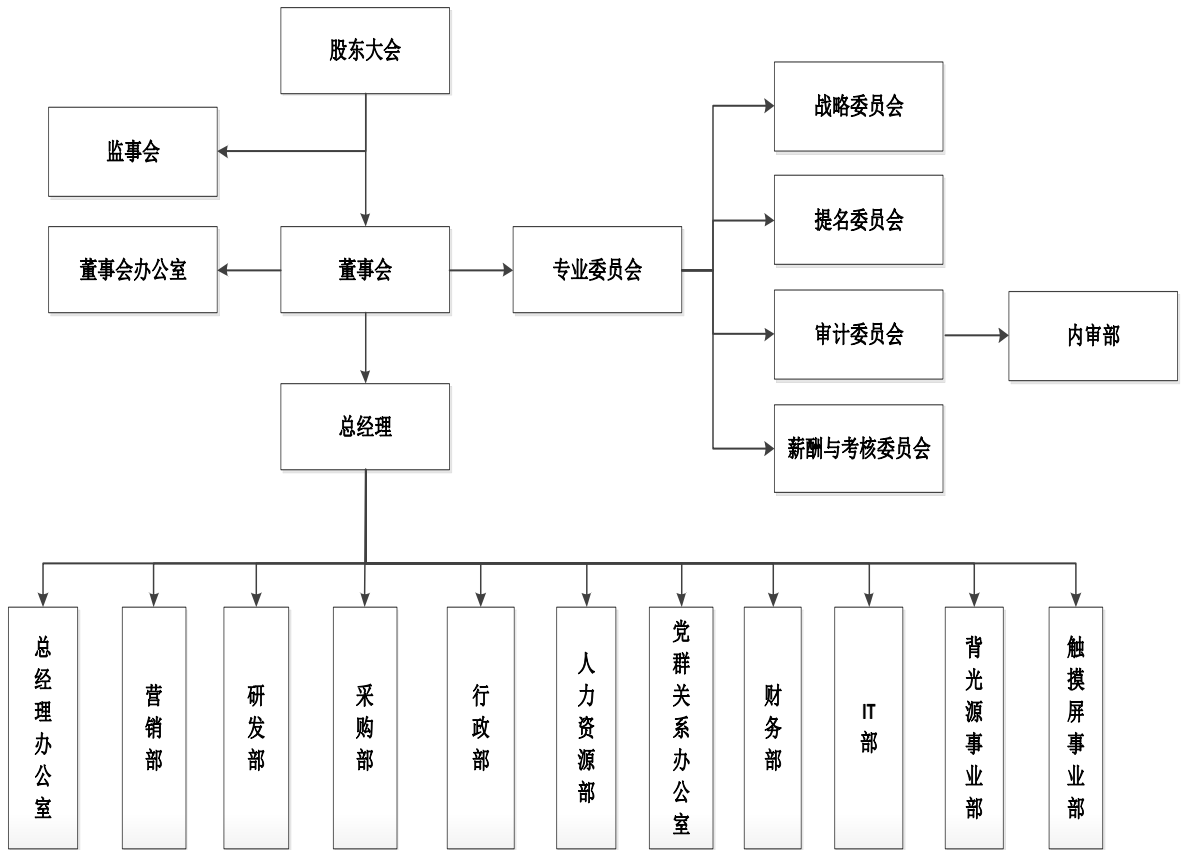 股东大会
战略委员会
监事会
提名委员会
董事会办公室
董事会
专业委员会
审计委员会
内审部
总经理
薪酬与考核委员会
总经理办公室
营销部
研发部
采购部
行政部
人力资源部
党群关系办公室
财务部
IT部
背光源事业部
触摸屏事业部